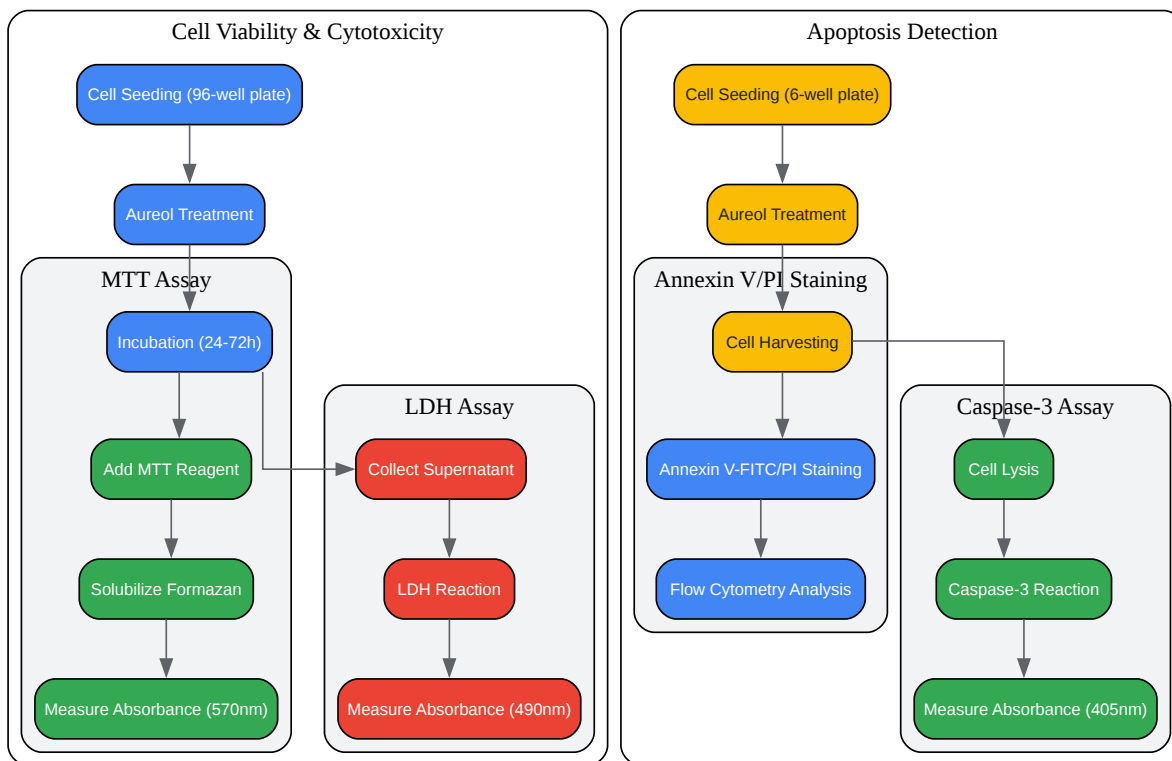 Cell Viability & Cytotoxicity
Cell Seeding (96-well plate)
Aureol Treatment
MTT Assay
Incubation (24-72h)
Add MTT Reagent
Solubilize Formazan
Measure Absorbance (570nm)
LDH Assay
Collect Supernatant
LDH Reaction
Measure Absorbance (490nm)
Apoptosis Detection
Cell Seeding (6-well plate)
Aureol Treatment
Annexin V/PI Staining
Cell Harvesting
Annexin V-FITC/PI Staining
Flow Cytometry Analysis
Caspase-3 Assay
Cell Lysis
Caspase-3 Reaction
Measure Absorbance (405nm)